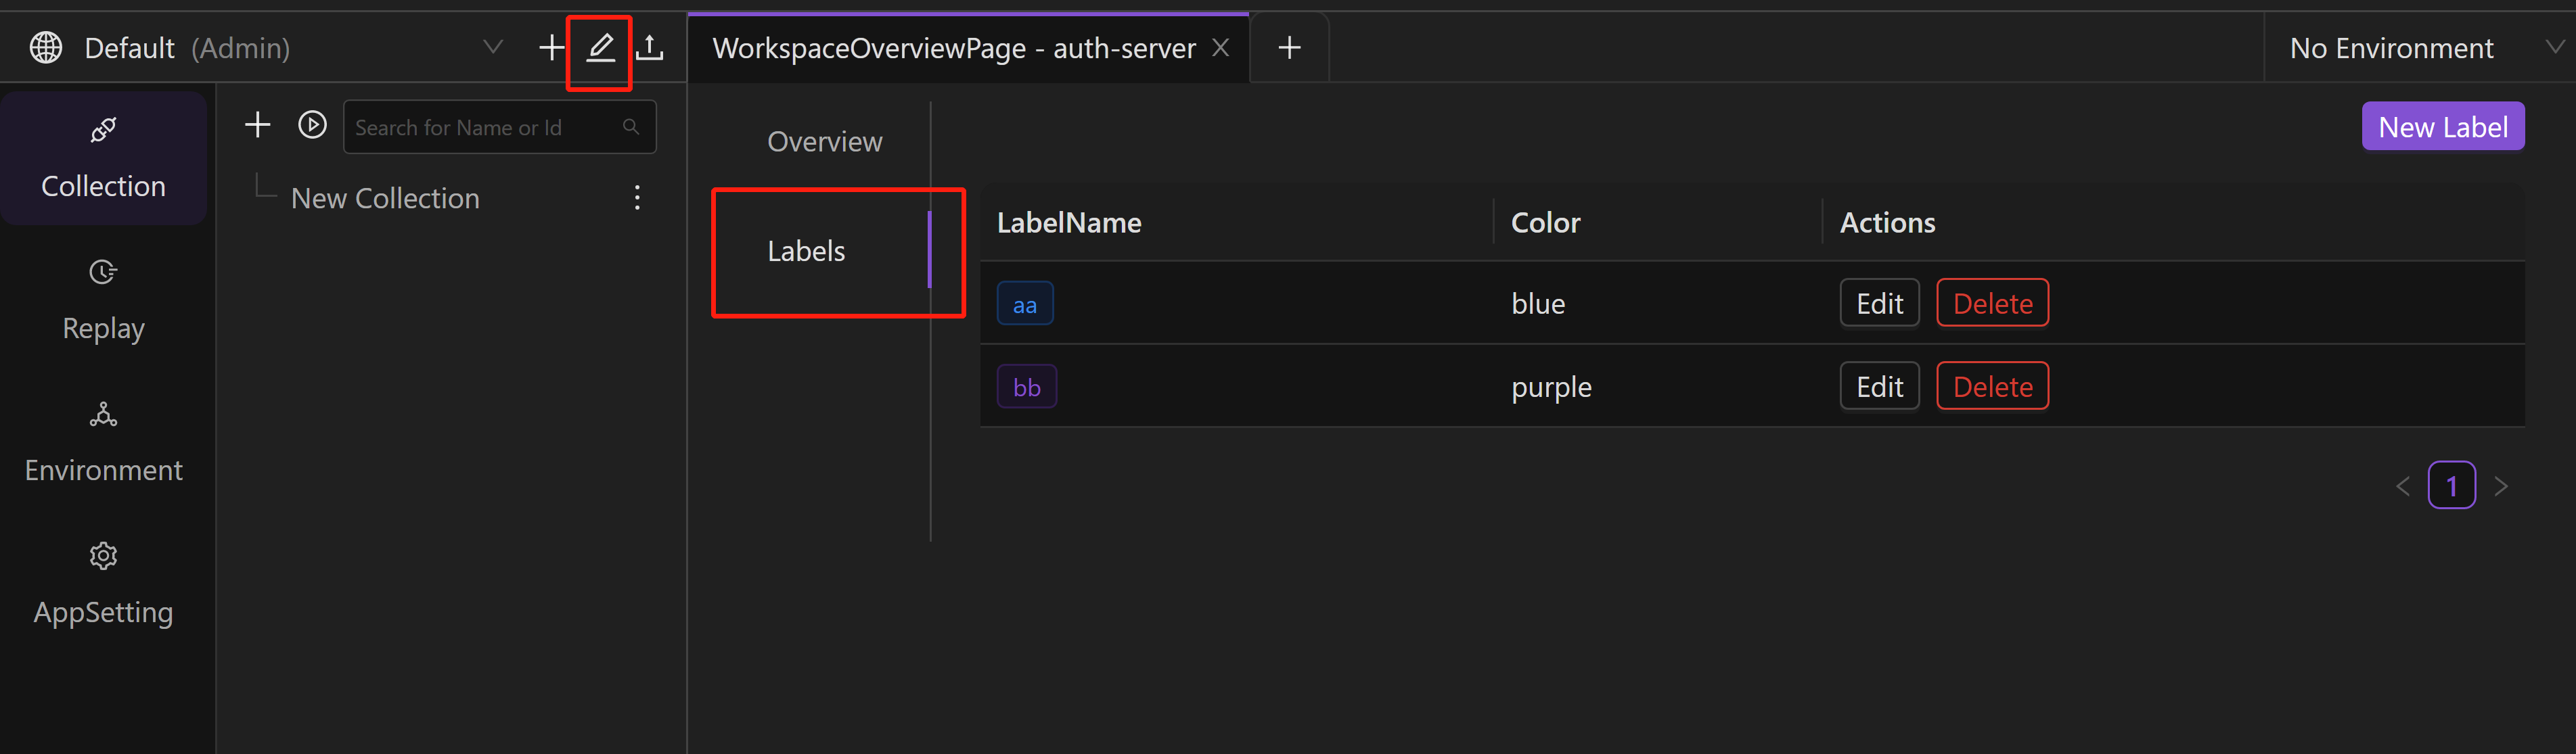 Default (Admin)
WorkspaceOverviewPage - auth-server
No Environment
Collection
Replay
Environment
AppSetting
Search for Name or Id
New Collection
Overview
Labels
New Label
LabelName Color Actions
aa blue Edit Delete
bb purple Edit Delete
1